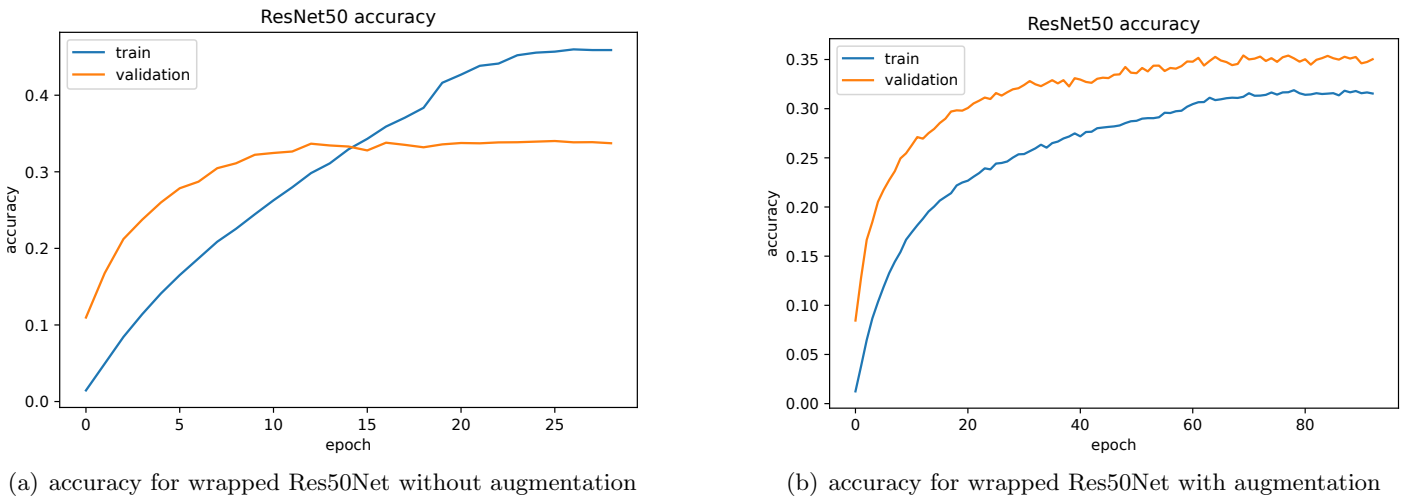 ResNet50 accuracy
train
validation
accuracy
0.4
0.3
0.2
0.1
0.0
0 5 10 15 20 25
epoch
(a) accuracy for wrapped Res50Net without augmentation
ResNet50 accuracy
train
validation
accuracy
0.35
0.30
0.25
0.20
0.15
0.10
0.05
0.00
0 20 40 60 80
epoch
(b) accuracy for wrapped Res50Net with augmentation